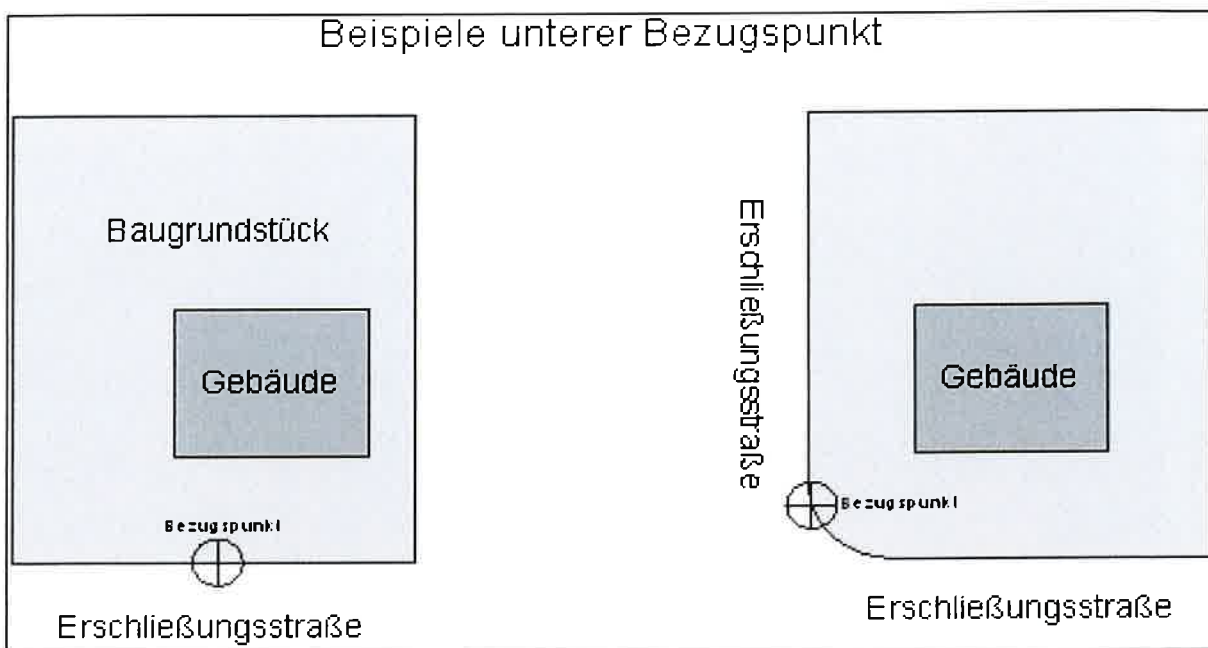 Beispiele unterer Bezugspunkt
Baugrundstück
Gebäude
Bezugspunkt
Erschließungsstraße
Erschließungsstraße
Gebäude
Bezugspunkt
Erschließungsstraße